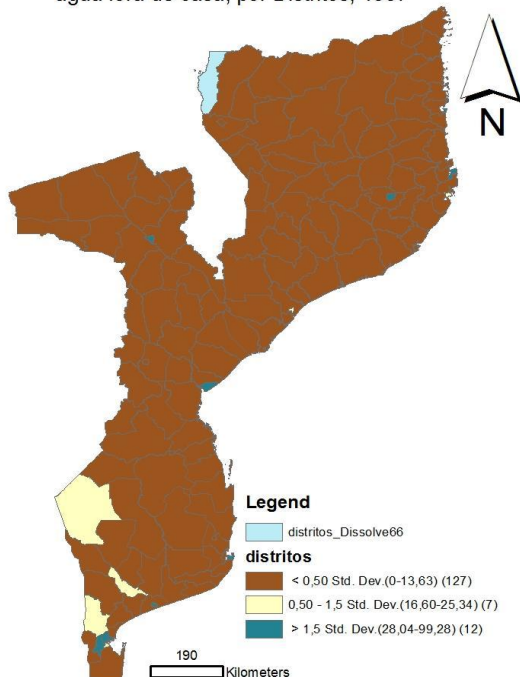 água fora de casa, por Distritos, 1997
N
Legend
distritos_Dissolve66
distritos
< 0,50 Std. Dev.(0-13,63) (127)
0,50 - 1,5 Std. Dev.(16,60-25,34) (7)
> 1,5 Std. Dev.(28,04-99,28) (12)
190
Kilometers